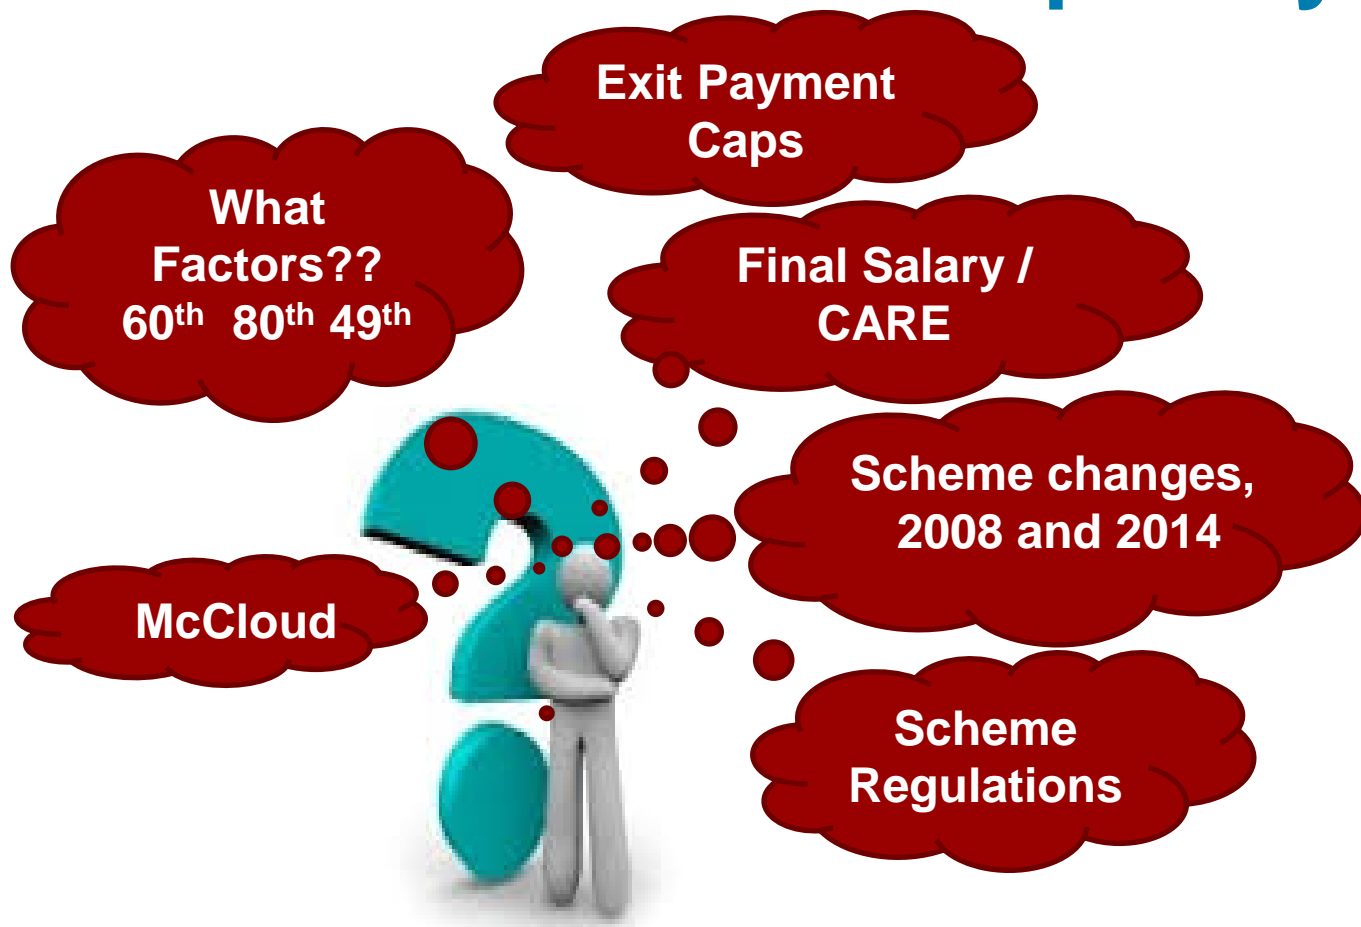 Exit Payment
Caps
What
Factors??
60th 80th 49th
Final Salary /
CARE
Scheme changes,
2008 and 2014
McCloud
Scheme
Regulations